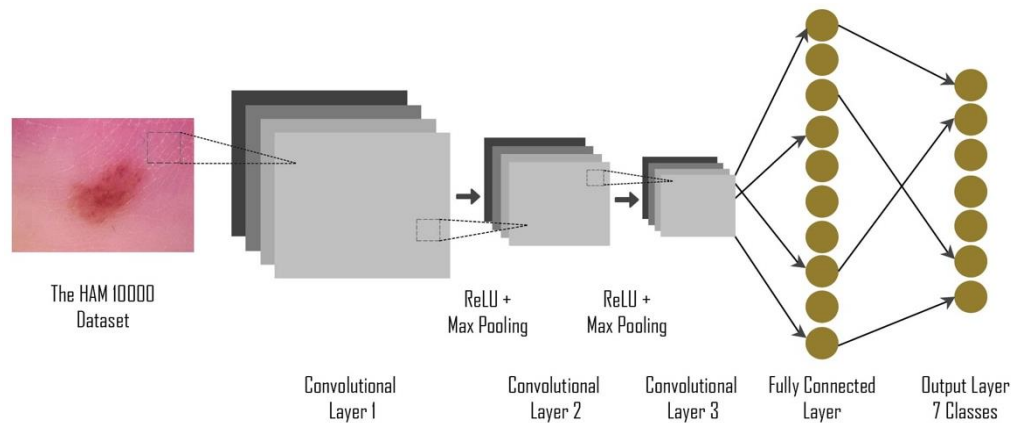 The HAM 10000
Dataset
ReLU +
Max Pooling
ReLU +
Max Pooling
Convolutional
Layer 1
Convolutional
Layer 2
Convolutional
Layer 3
Fully Connected
Layer
Output Layer
7 Classes